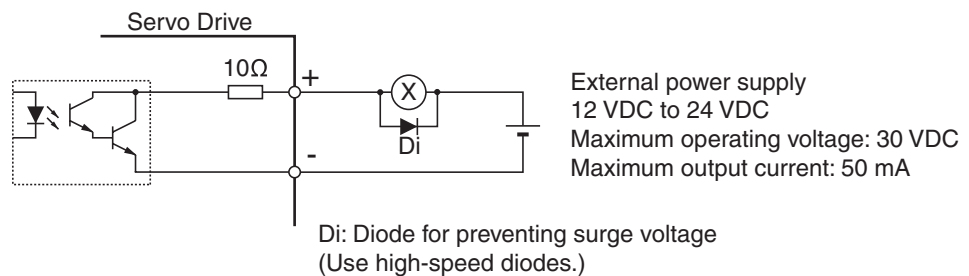 Servo Drive
10Ω
+
X
Di
-
External power supply
12 VDC to 24 VDC
Maximum operating voltage: 30 VDC
Maximum output current: 50 mA
Di: Diode for preventing surge voltage
(Use high-speed diodes.)